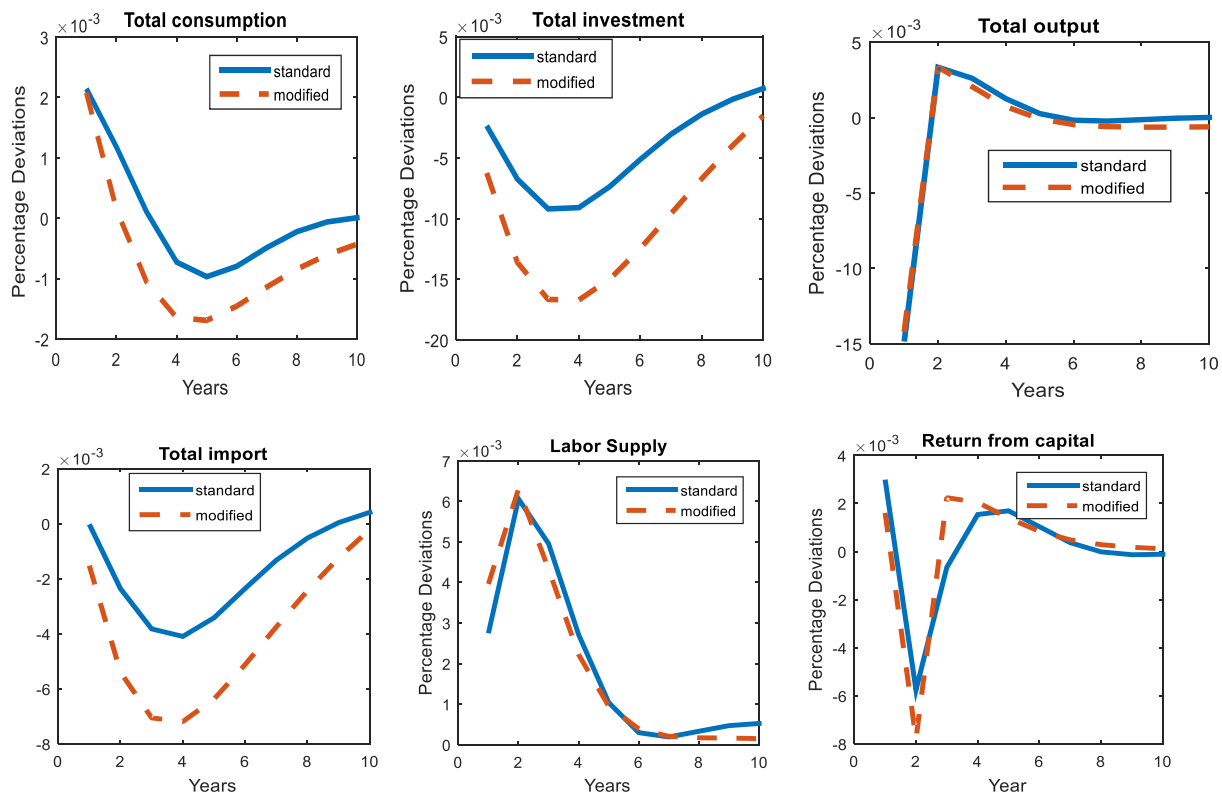 ×10⁻³
Total consumption
3
2
1
0
-1
-2
0
2
4
6
8
10
Percentage Deviations
Years
standard
modified
×10⁻³
Total investment
5
0
-5
-10
-15
-20
0
2
4
6
8
10
Percentage Deviations
Years
standard
modified
×10⁻³
Total output
5
0
-5
-10
-15
0
2
4
6
8
10
Percentage Deviations
Years
standard
modified
×10⁻³
Total import
2
0
-2
-4
-6
-8
0
2
4
6
8
10
Years
standard
modified
×10⁻³
Labor Supply
7
6
5
4
3
2
1
0
0
2
4
6
8
10
Percentage Deviations
Years
standard
modified
×10⁻³
Return from capital
4
2
0
-2
-4
-6
-8
0
2
4
6
8
10
Percentage Deviations
Year
standard
modified